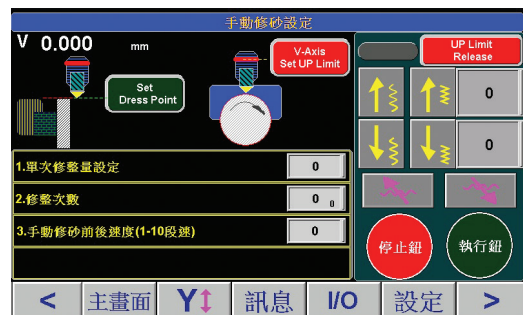 手動修砂設定
V 0.000 mm
V-Axis
Set UP Limit
UP Limit
Release
Set
Dress Point
0
0
1.單次修整量設定 0
2.修整次數 0 0
3.手動修砂前後速度(1-10段速) 0
停止鈕 執行鈕
< 主畫面 Y 訊息 I/O 設定 >